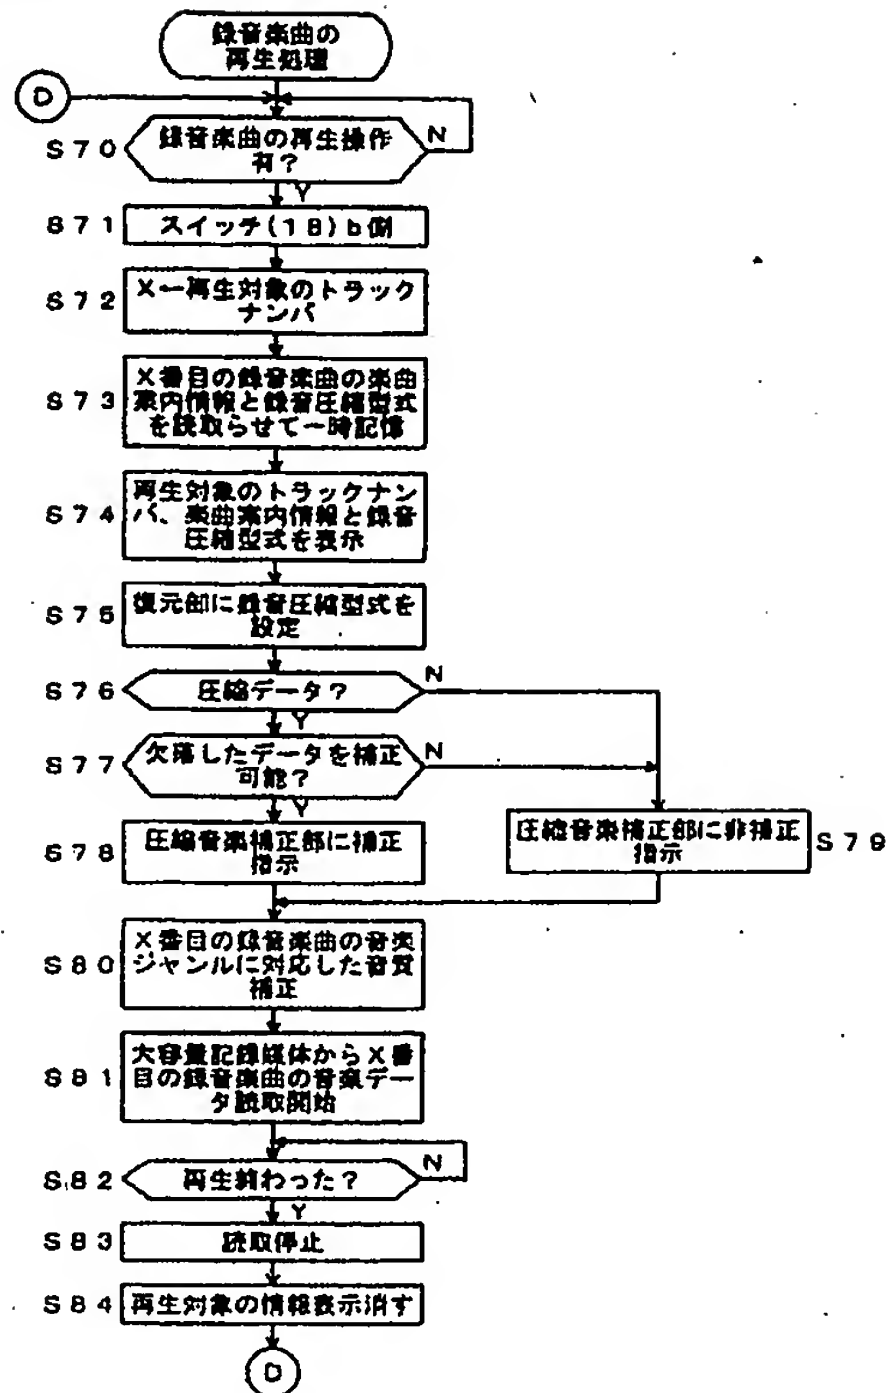 録音楽曲の
再生処理
D
S70
録音楽曲の再生操作
有？
N
Y
S71
スイッチ(18)b側
S72
X←再生対象のトラック
ナンバ
S73
X番目の録音楽曲の楽曲
案内情報と録音圧縮型式
を読取らせて一時記憶
S74
再生対象のトラックナン
バ、楽曲案内情報と録音
圧縮型式を表示
S75
復元部に録音圧縮型式を
設定
S76
圧縮データ？
N
Y
S77
欠落したデータを補正
可能？
N
Y
S78
圧縮音楽補正部に補正
指示
圧縮音楽補正部に非補正
指示
S79
S80
X番目の録音楽曲の音楽
ジャンルに対応した音質
補正
S81
大容量記録媒体からX番
目の録音楽曲の音楽デー
タ読取開始
S82
再生終わった？
N
Y
S83
読取停止
S84
再生対象の情報表示消す
D